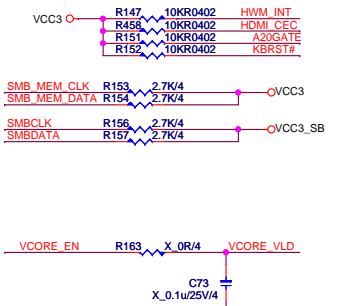 R147 10KR0402 HWM_INT
VCC3 R458 10KR0402 HDMI_CEC
R151 10KR0402 A20GATE
R152 10KR0402 KBRST#
SMB_MEM_CLK R153 2.7K/4 VCC3
SMB_MEM_DATA R154 2.7K/4
SMBCLK R156 2.7K/4 VCC3_SB
SMBDATA R157 2.7K/4
VCORE_EN R163 X_0R/4 VCORE_VLD
C73
X_0.1u/25V/4